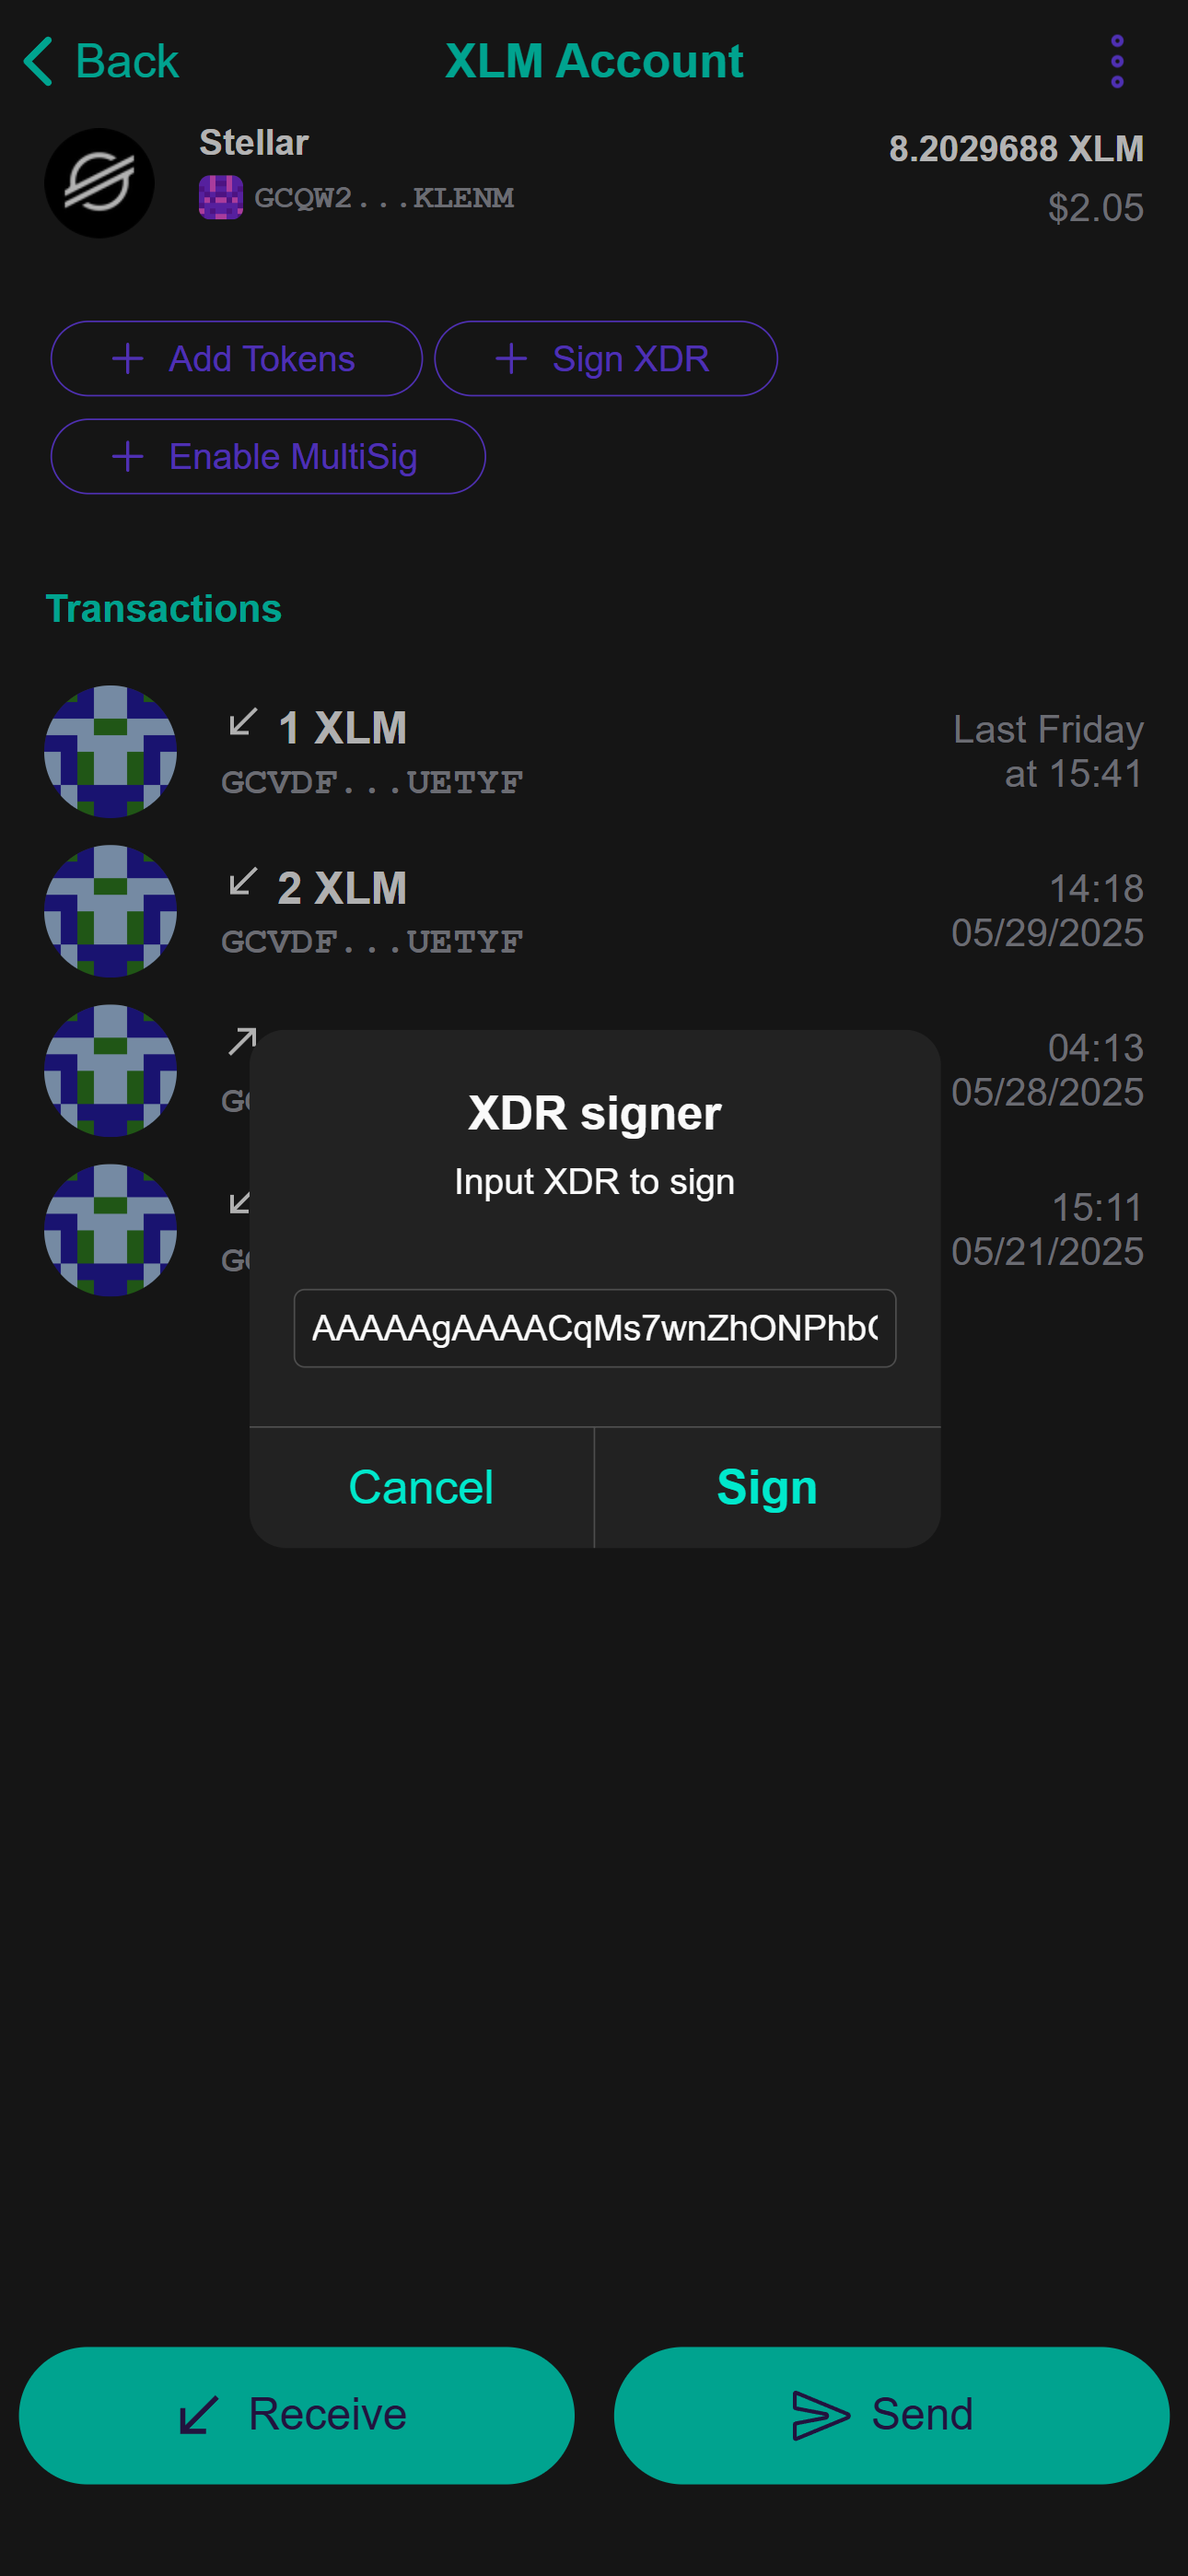 Back
XLM Account
Stellar
8.2029688 XLM
GCQW2...KLENM
$2.05
Add Tokens
Sign XDR
Enable MultiSig
Transactions
1 XLM
Last Friday
GCVDF...UETYF
at 15:41
2 XLM
14:18
GCVDF...UETYF
05/29/2025
04:13
05/28/2025
XDR signer
Input XDR to sign
15:11
05/21/2025
AAAAAgAAAACqMs7wnZhONPhb
Cancel
Sign
Receive
Send